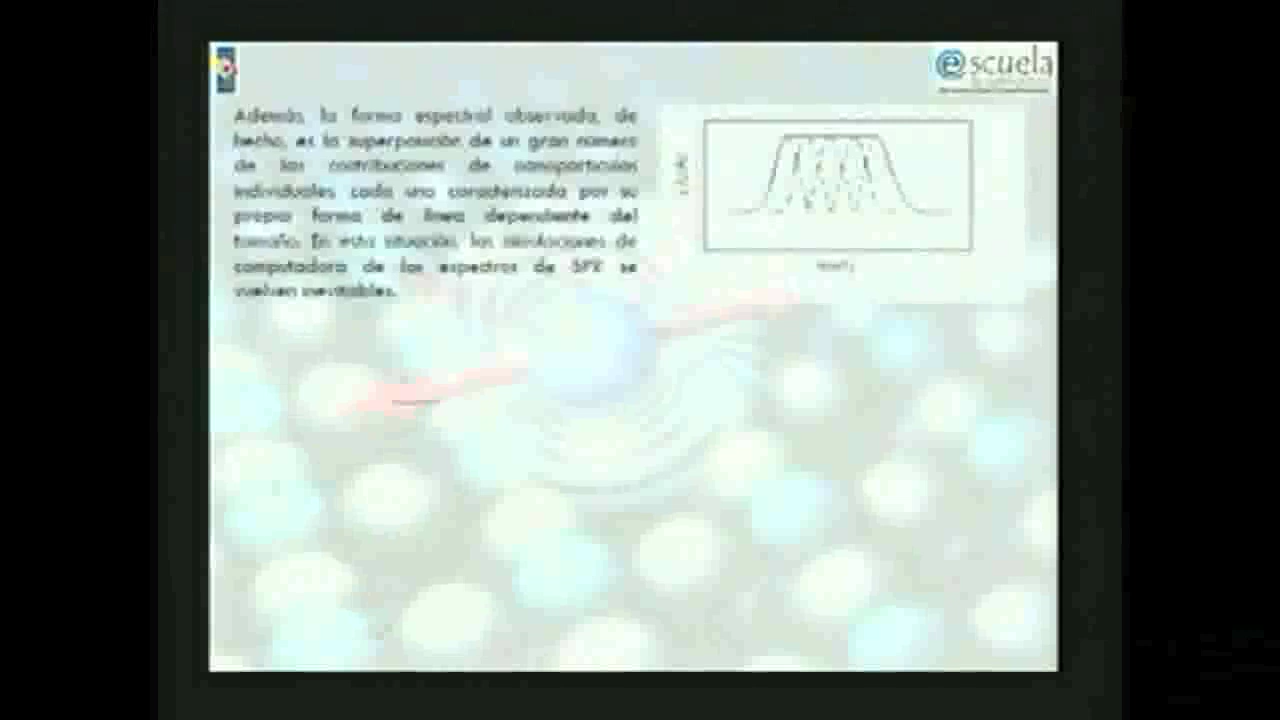 escuela
Además, la forma espectral observada, de
hecho, es la superposición de un gran número
de las contribuciones de nanopartículas
individuales cada una caracterizada por su
propia forma de línea dependiente del
tamaño. En esta situación, las simulaciones de
computadora de los espectros de SPR se
vuelven inevitables.